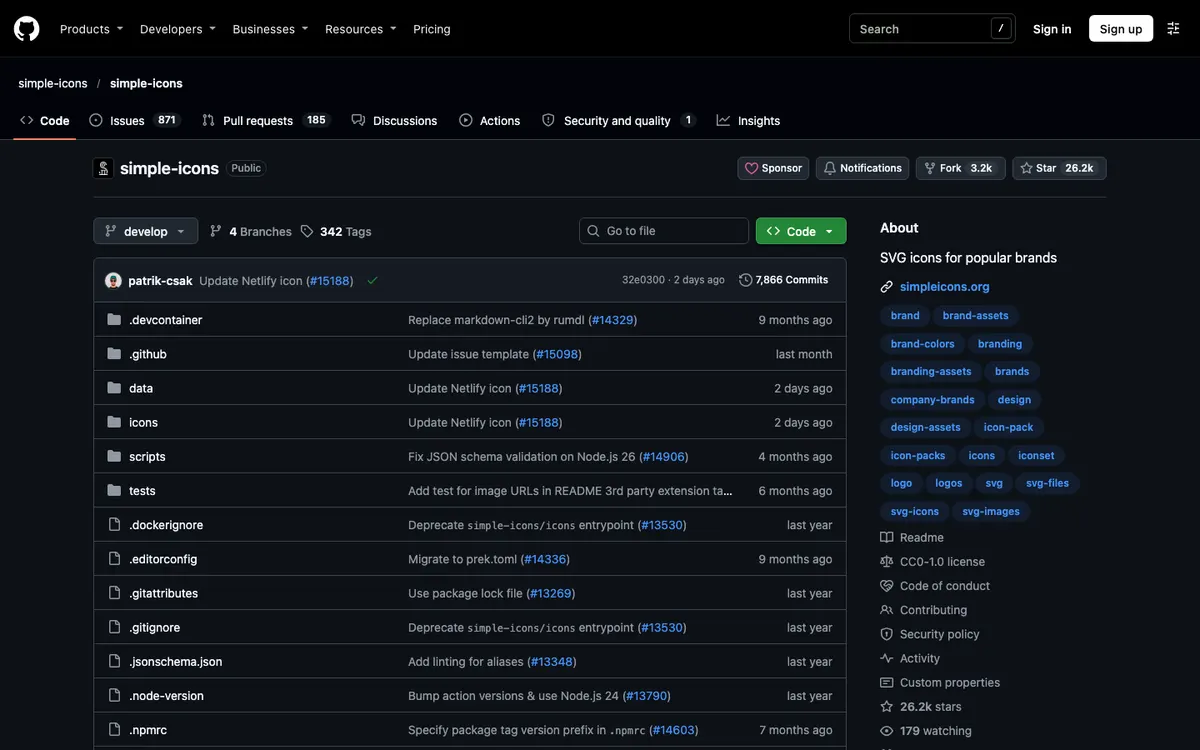 Products Developers Businesses Resources Pricing Search / Sign in Sign up
simple-icons / simple-icons
Code Issues 871 Pull requests 185 Discussions Actions Security and quality 1 Insights
simple-icons Public Sponsor Notifications Fork 3.2k Star 26.2k
develop 4 Branches 342 Tags Go to file Code
patrik-csak Update Netlify icon (#15188) 32e0300 · 2 days ago 7,866 Commits
.devcontainer Replace markdown-cli2 by rumdl (#14329) 9 months ago
.github Update issue template (#15098) last month
data Update Netlify icon (#15188) 2 days ago
icons Update Netlify icon (#15188) 2 days ago
scripts Fix JSON schema validation on Node.js 26 (#14906) 4 months ago
tests Add test for image URLs in README 3rd party extension ta... 6 months ago
.dockerignore Deprecate simple-icons/icons entrypoint (#13530) last year
.editorconfig Migrate to prek.toml (#14336) 9 months ago
.gitattributes Use package lock file (#13269) last year
.gitignore Deprecate simple-icons/icons entrypoint (#13530) last year
.jsonschema.json Add linting for aliases (#13348) last year
.node-version Bump action versions & use Node.js 24 (#13790) last year
.npmrc Specify package tag version prefix in .npmrc (#14603) 7 months ago
About
SVG icons for popular brands
simpleicons.org
brand brand-assets
brand-colors branding
branding-assets brands
company-brands design
design-assets icon-pack
icon-packs icons iconset
logo logos svg svg-files
svg-icons svg-images
Readme
CC0-1.0 license
Code of conduct
Contributing
Security policy
Activity
Custom properties
26.2k stars
179 watching